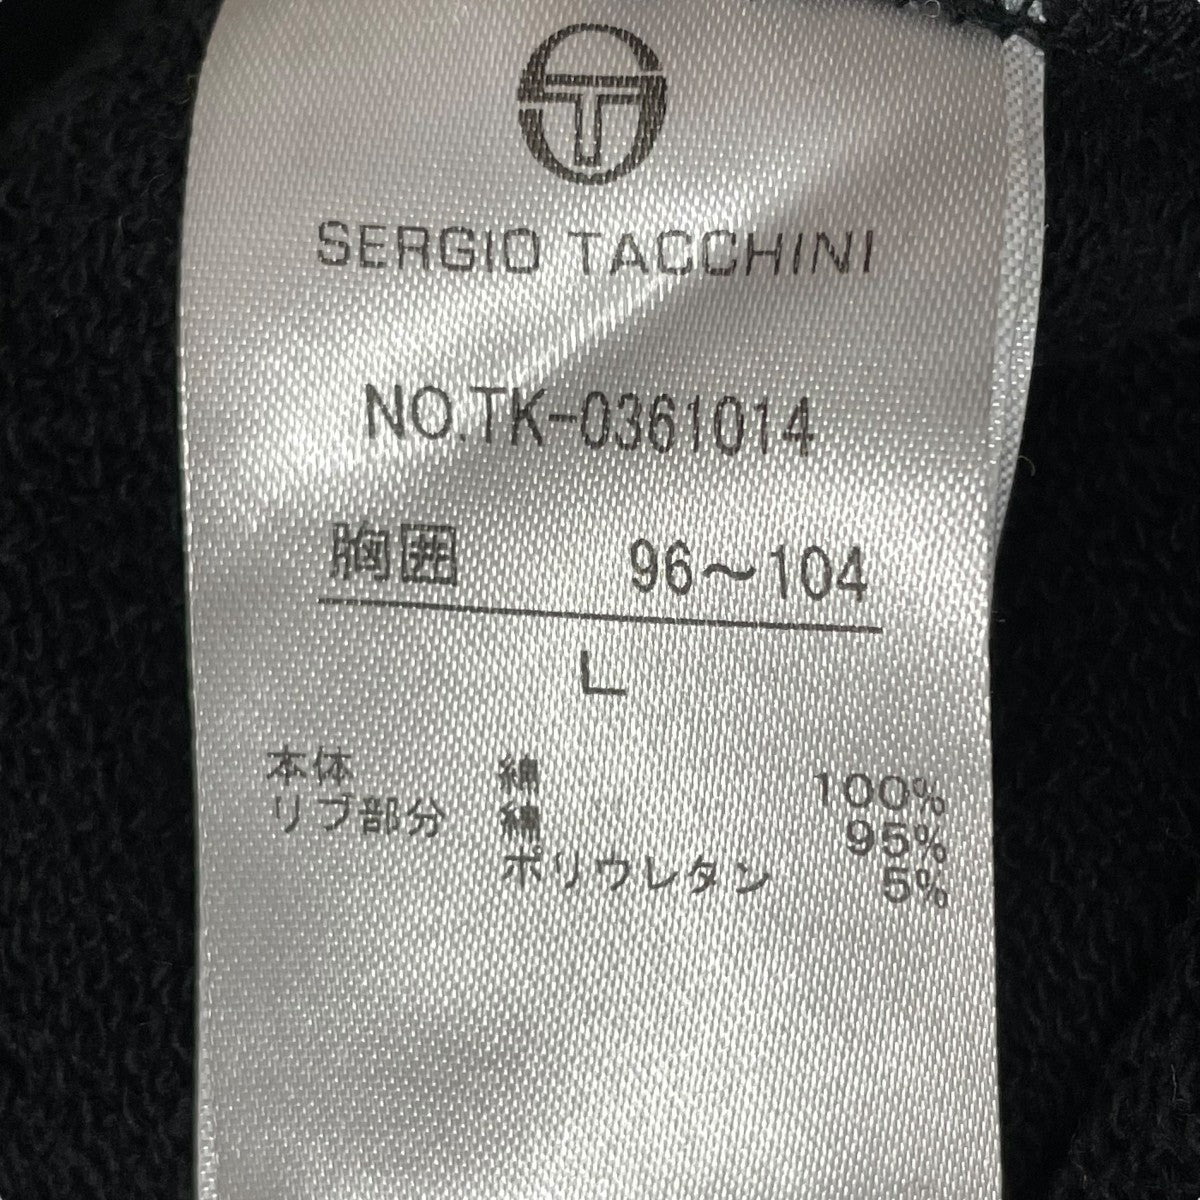 SERGIO TACCHINI
NO.TK-0361014
胸囲 96〜104
L
本体 綿 100%
リブ部分 綿 95%
ポリウレタン 5%